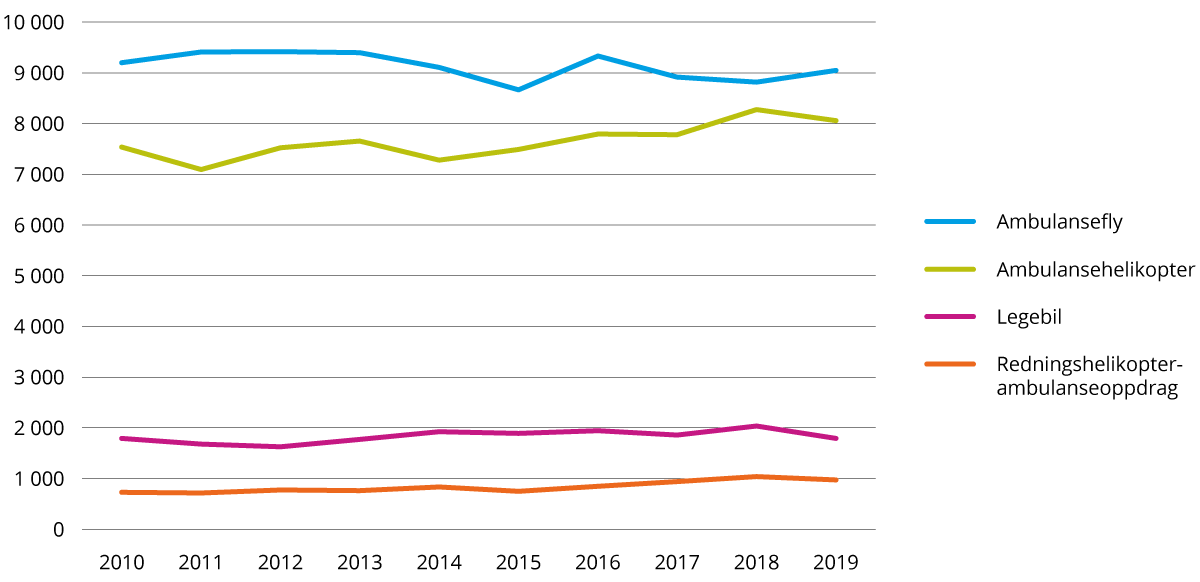 10 000
9 000
8 000
7 000
6 000
5 000
4 000
3 000
2 000
1 000
0
2010 2011 2012 2013 2014 2015 2016 2017 2018 2019
Ambulansefly
Ambulansehelikopter
Legebil
Redningshelikopter-
ambulanseoppdrag